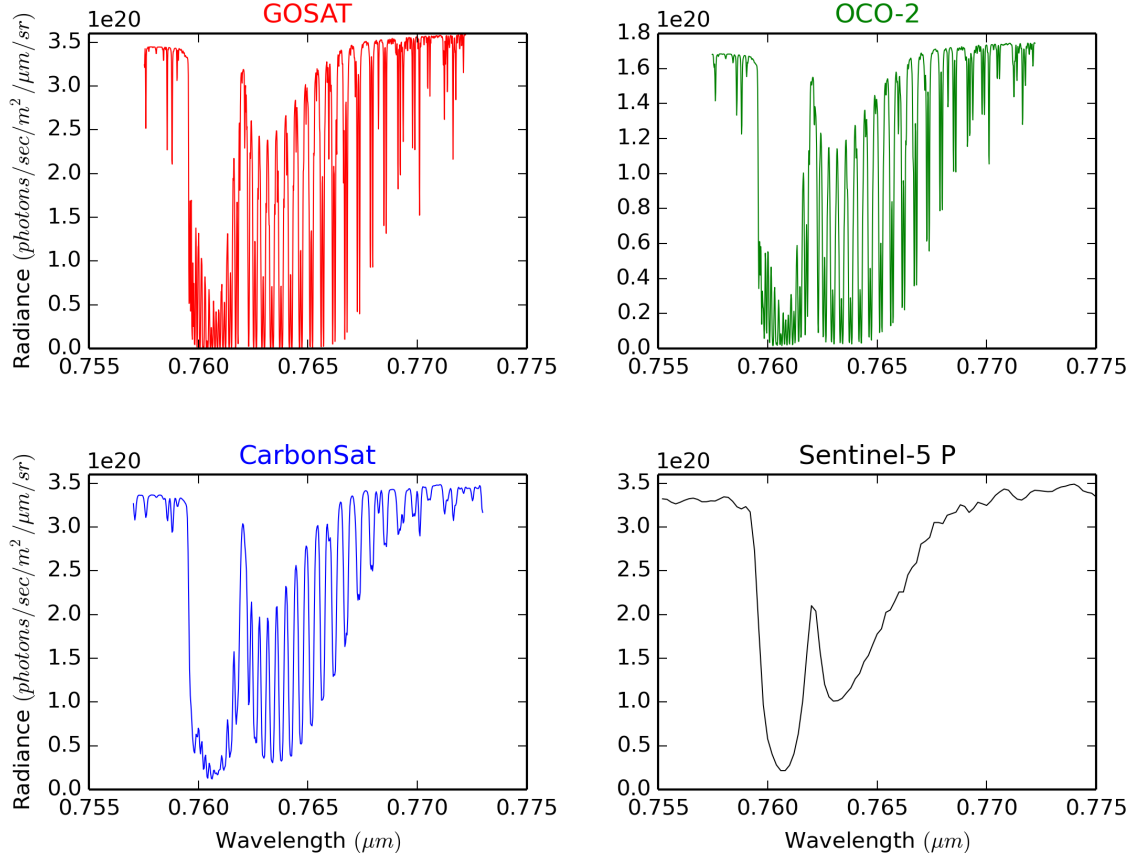 GOSAT
1e20
Radiance (photons/sec/m²/μm/sr)
3.5
3.0
2.5
2.0
1.5
1.0
0.5
0.0
0.755 0.760 0.765 0.770 0.775
OCO-2
1e20
1.8
1.6
1.4
1.2
1.0
0.8
0.6
0.4
0.2
0.0
0.755 0.760 0.765 0.770 0.775
CarbonSat
1e20
Radiance (photons/sec/m²/μm/sr)
3.5
3.0
2.5
2.0
1.5
1.0
0.5
0.0
0.755 0.760 0.765 0.770 0.775
Wavelength (μm)
Sentinel-5 P
1e20
3.5
3.0
2.5
2.0
1.5
1.0
0.5
0.0
0.755 0.760 0.765 0.770 0.775
Wavelength (μm)